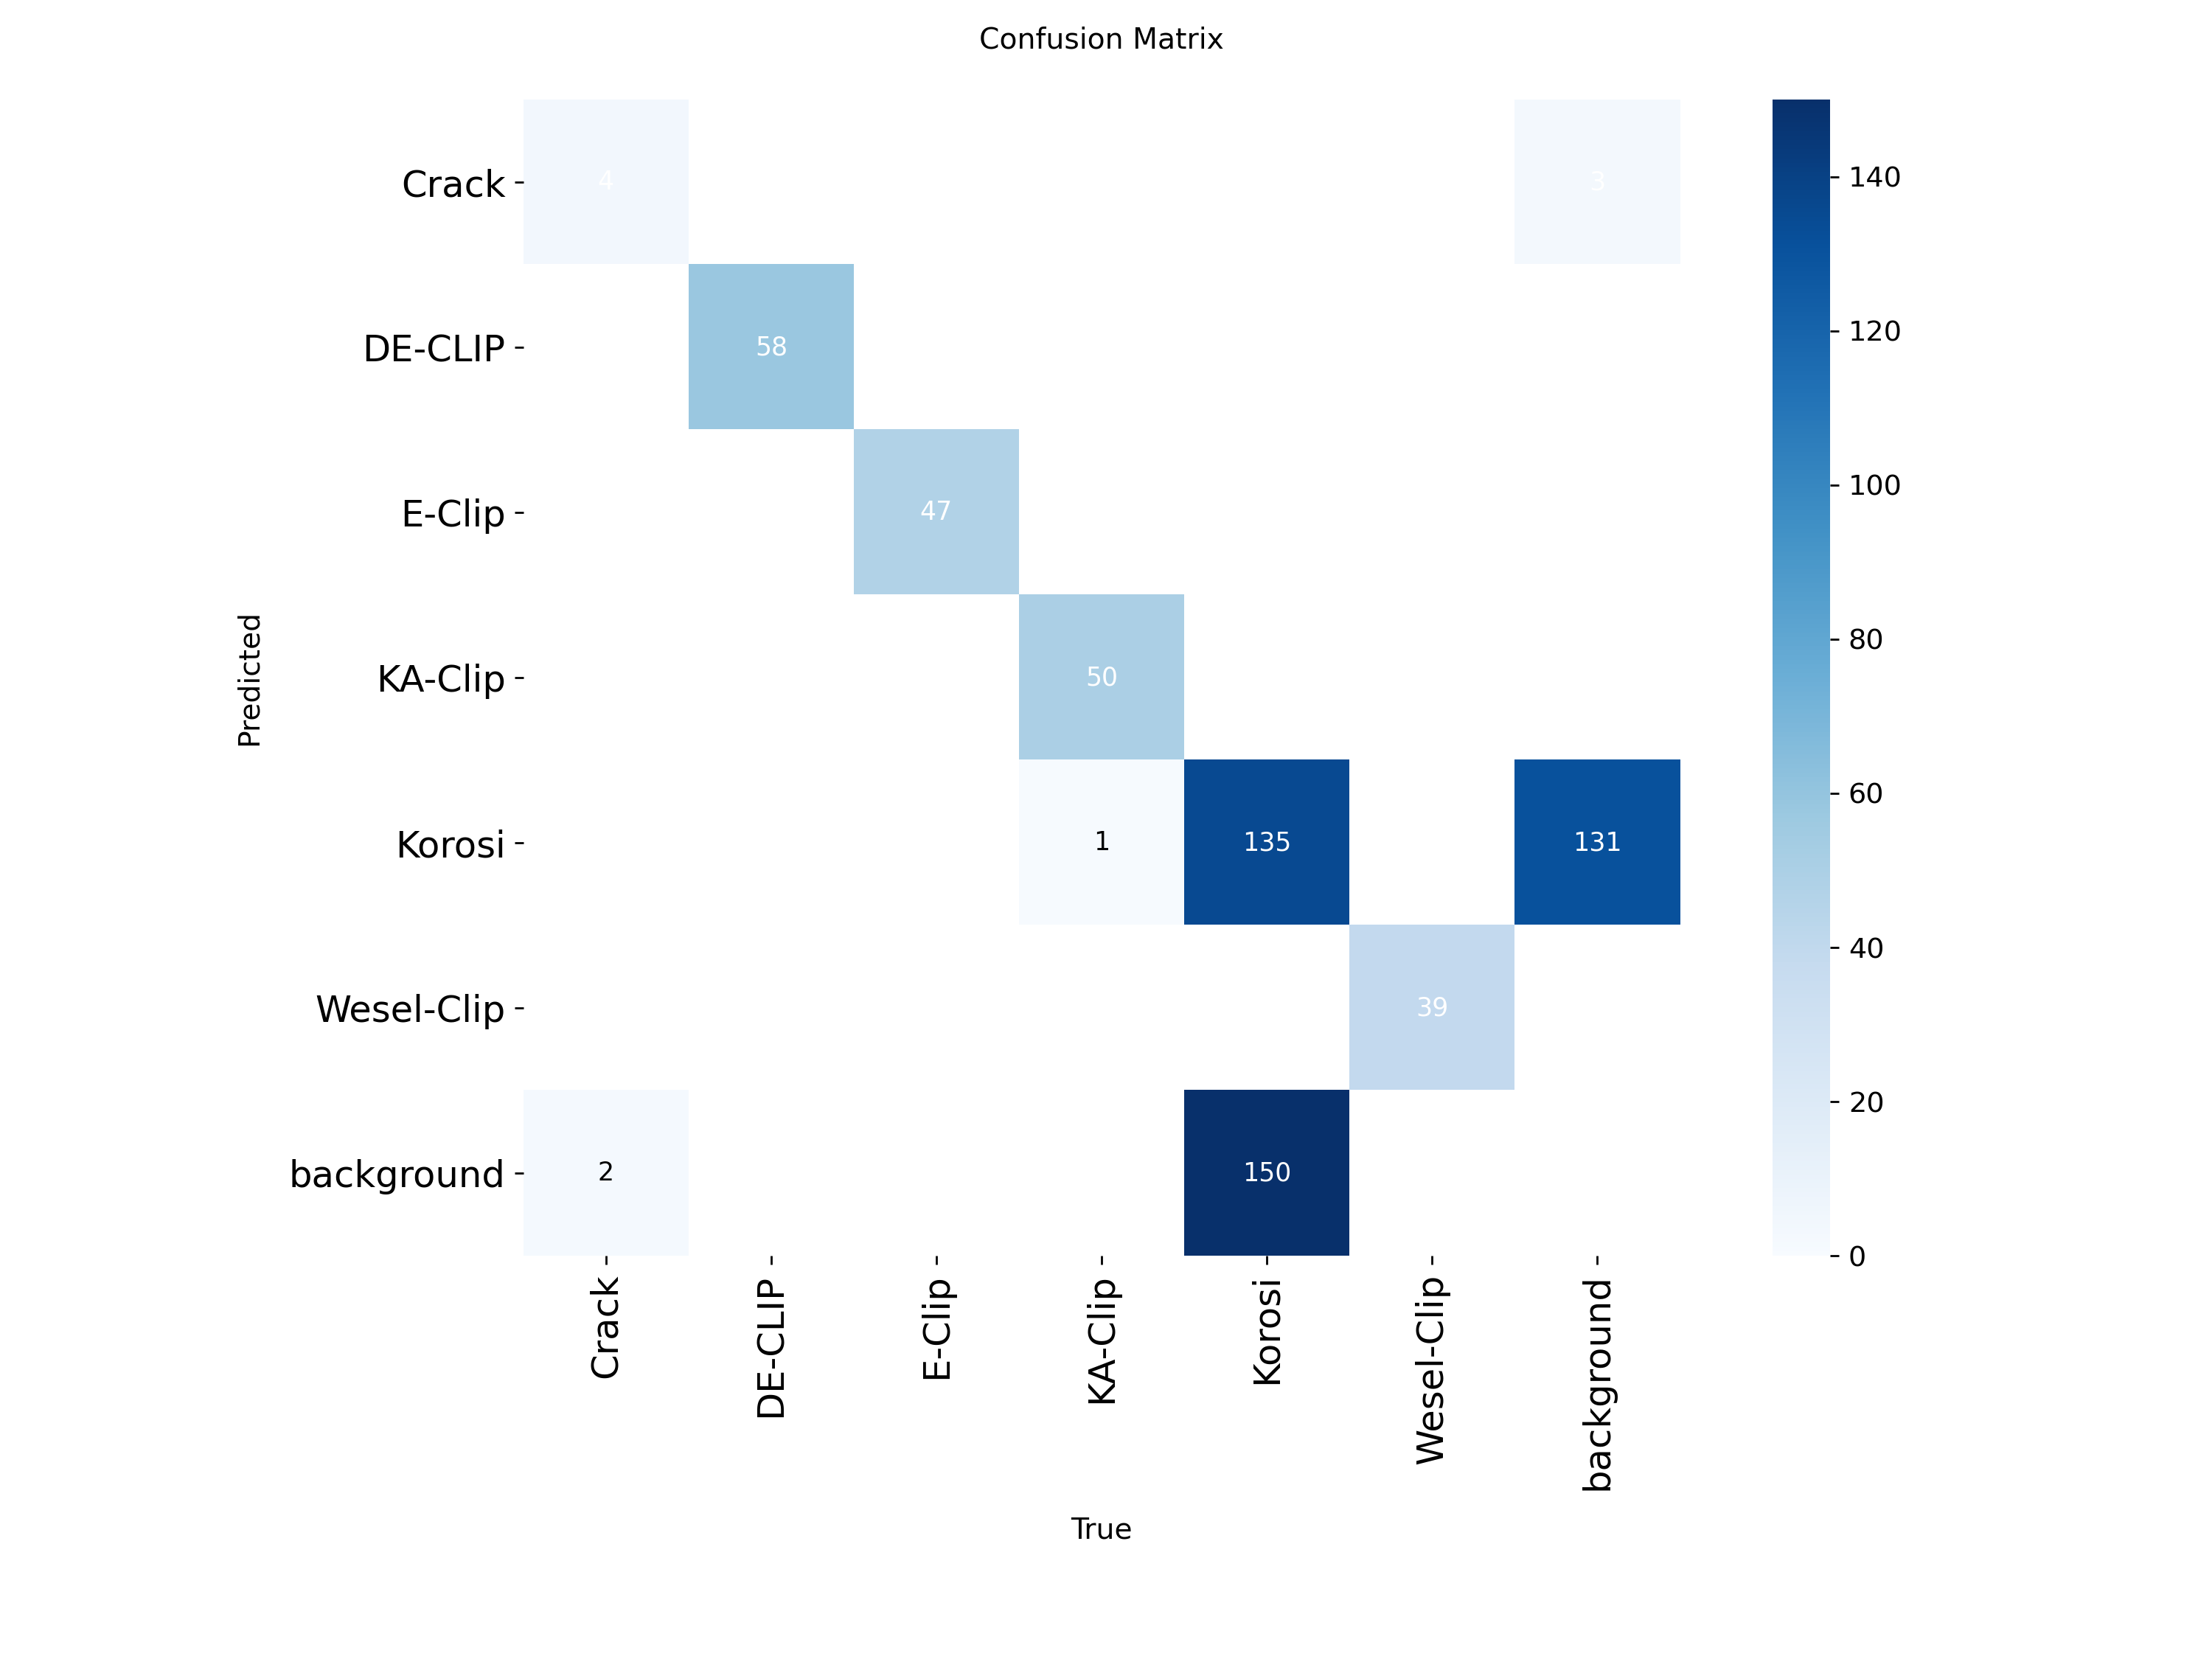 Confusion Matrix
Crack
4
3
140
DE-CLIP
58
120
E-Clip
47
100
80
Predicted
KA-Clip
50
60
Korosi
1
135
131
40
Wesel-Clip
39
20
background
2
150
0
Crack
DE-CLIP
E-Clip
KA-Clip
Korosi
Wesel-Clip
background
True